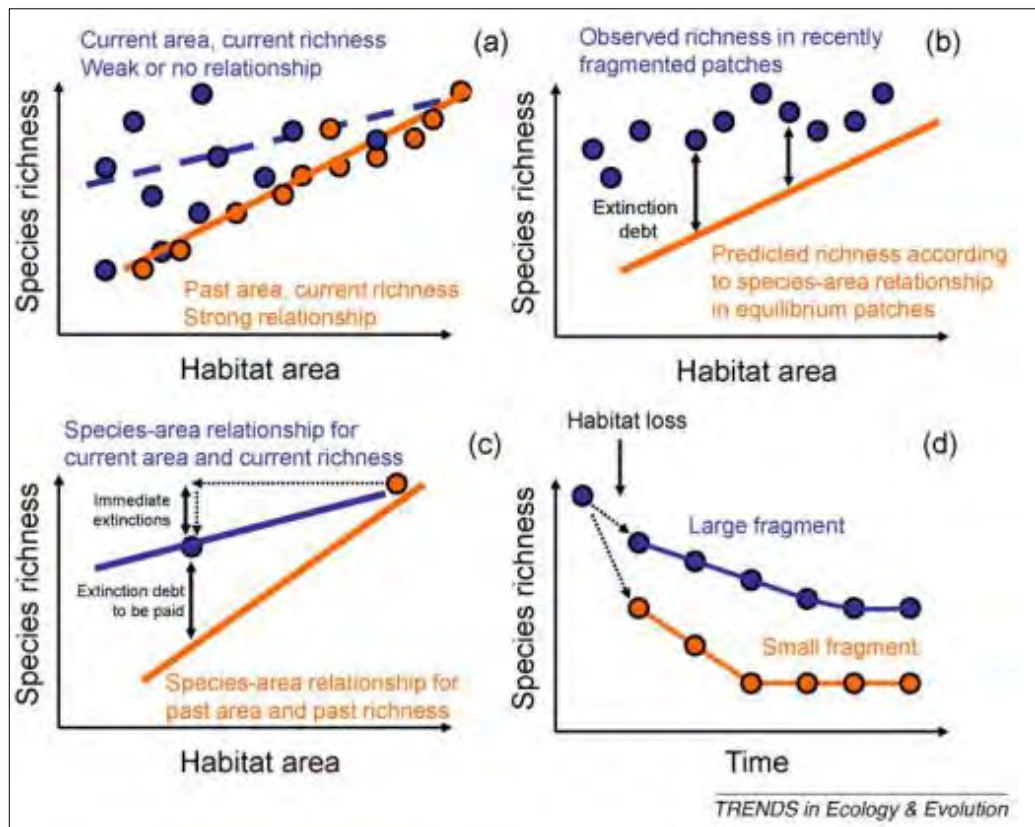 Current area, current richness
Weak or no relationship
(a)
Species richness
Past area, current richness
Strong relationship
Habitat area
Observed richness in recently
fragmented patches
(b)
Species richness
Extinction
debt
Predicted richness according
to species-area relationship
in equilibrium patches
Habitat area
Species-area relationship for
current area and current richness
(c)
Species richness
Immediate
extinctions
Extinction debt
to be paid
Species-area relationship for
past area and past richness
Habitat area
Habitat loss
(d)
Species richness
Large fragment
Small fragment
Time
TRENDS in Ecology & Evolution